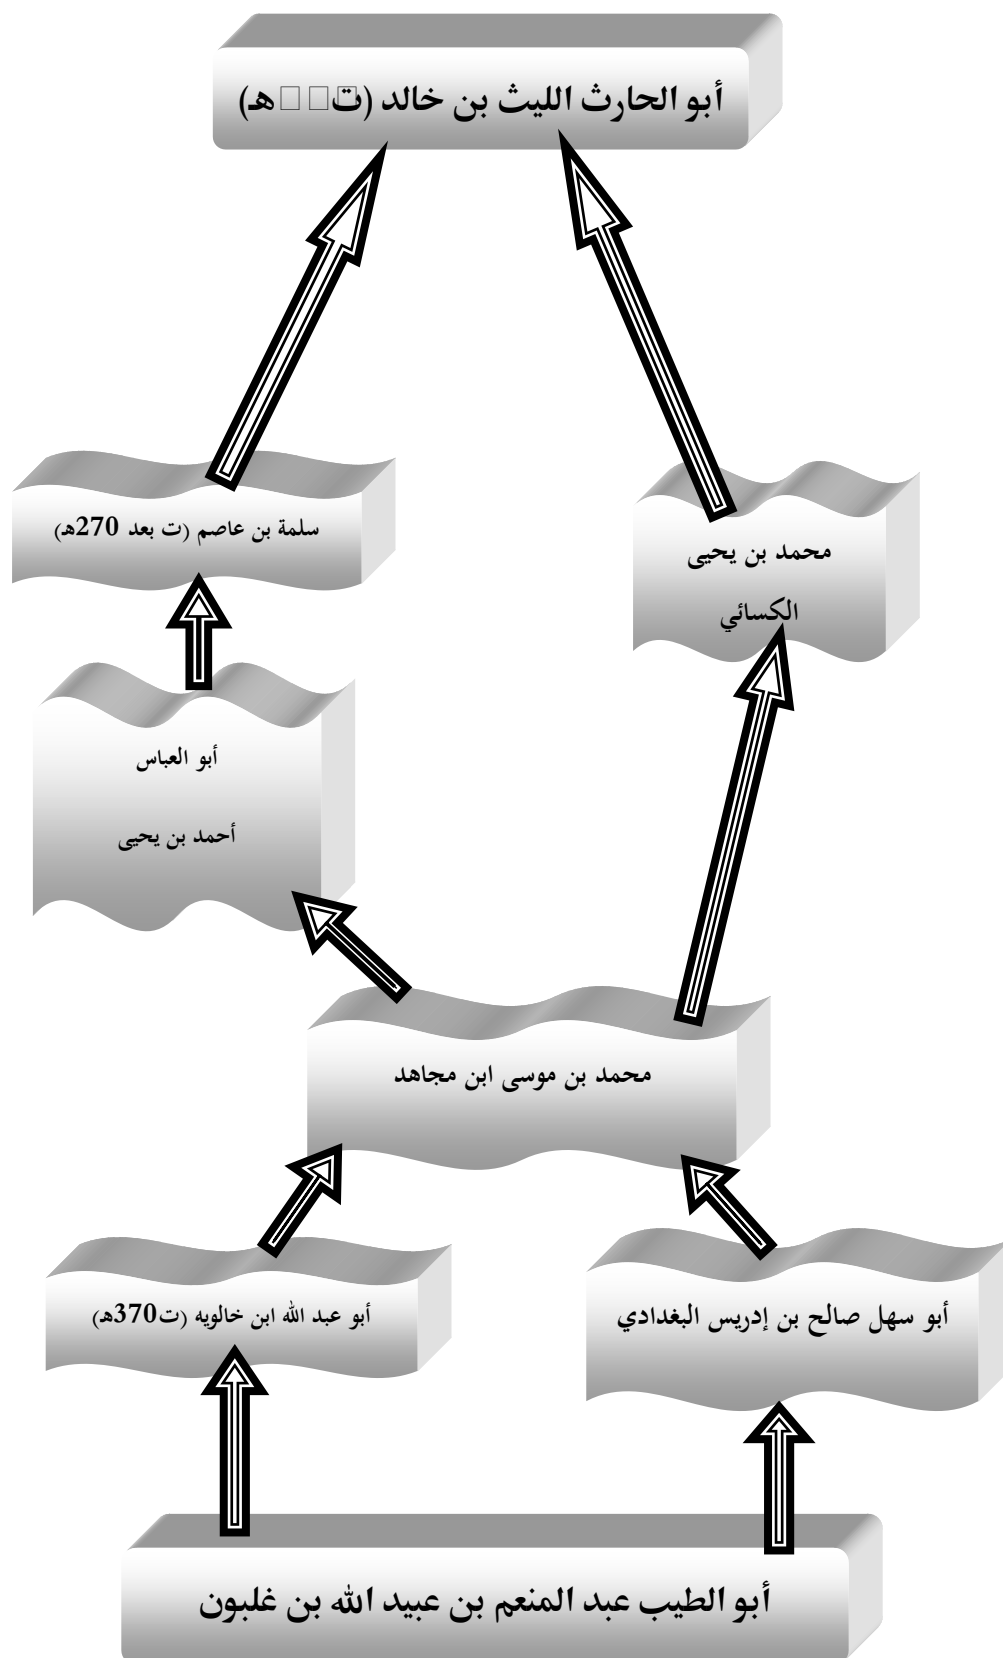 أبو الحارث الليث بن خالد (ت هـ)
محمد بن يحيى
الكسائي
سلمة بن عاصم (ت بعد 270هـ)
أبو العباس
أحمد بن يحيى
محمد بن موسى ابن مجاهد
أبو سهل صالح بن إدريس البغدادي
أبو عبد الله ابن خالويه (ت370هـ)
أبو الطيب عبد المنعم بن عبيد الله بن غلبون